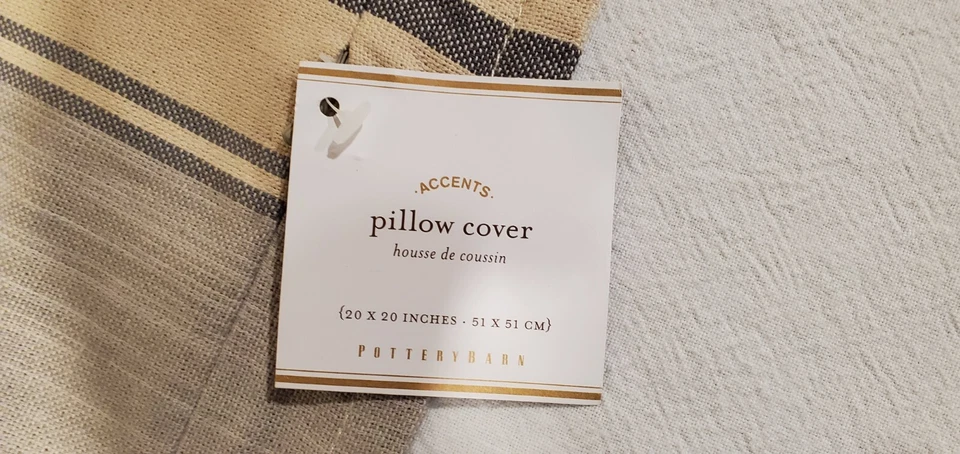 ·ACCENTS·
pillow cover
housse de coussin
{20 X 20 INCHES · 51 X 51 CM}
POTTERYBARN